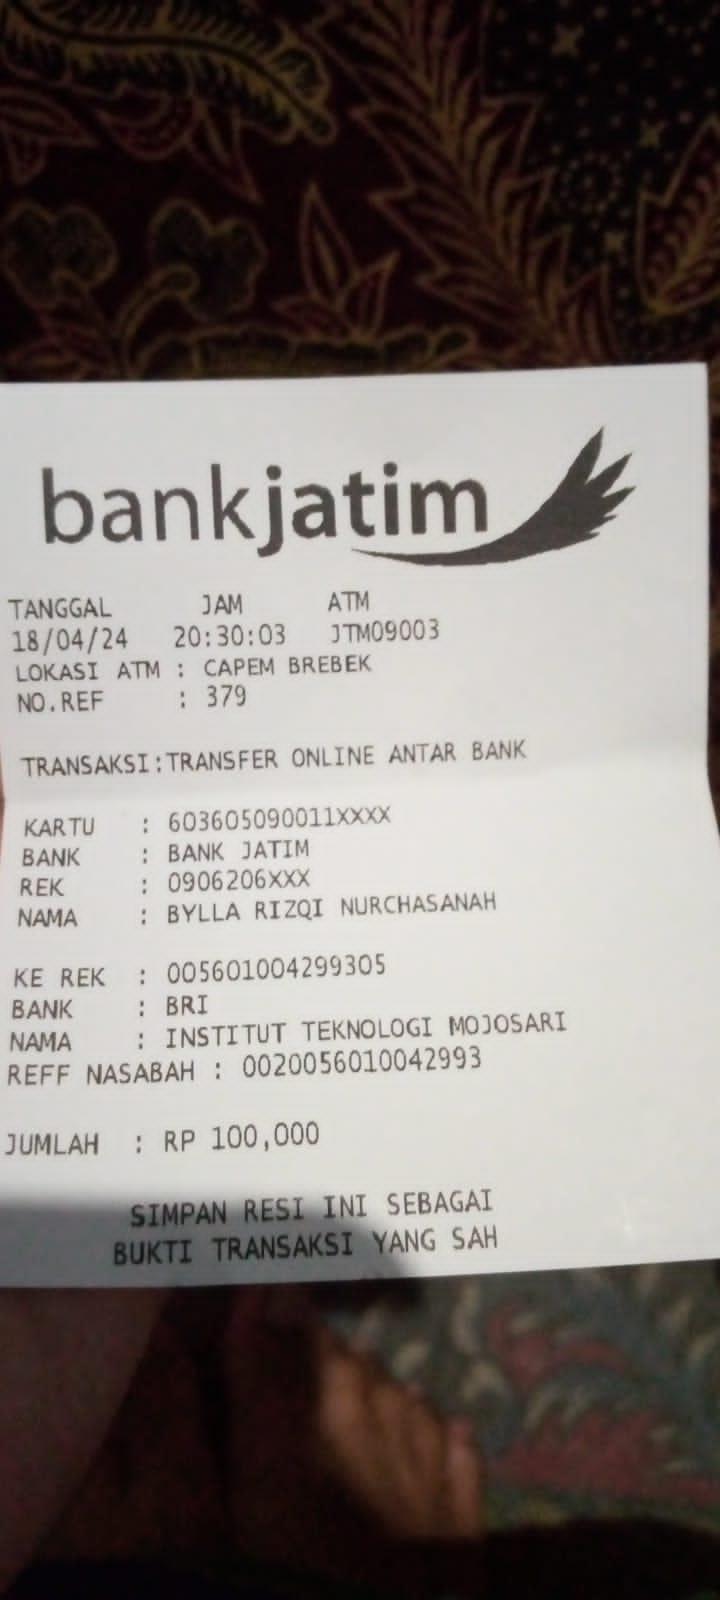 bankjatim
TANGGAL JAM ATM
18/04/24 20:30:03 JTM09003
LOKASI ATM : CAPEM BREBEK
NO.REF : 379
TRANSAKSI:TRANSFER ONLINE ANTAR BANK
KARTU : 603605090011XXXX
BANK : BANK JATIM
REK : 0906206XXX
NAMA : BYLLA RIZQI NURCHASANAH
KE REK : 005601004299305
BANK : BRI
NAMA : INSTITUT TEKNOLOGI MOJOSARI
REFF NASABAH : 0020056010042993
JUMLAH : RP 100,000
SIMPAN RESI INI SEBAGAI
BUKTI TRANSAKSI YANG SAH